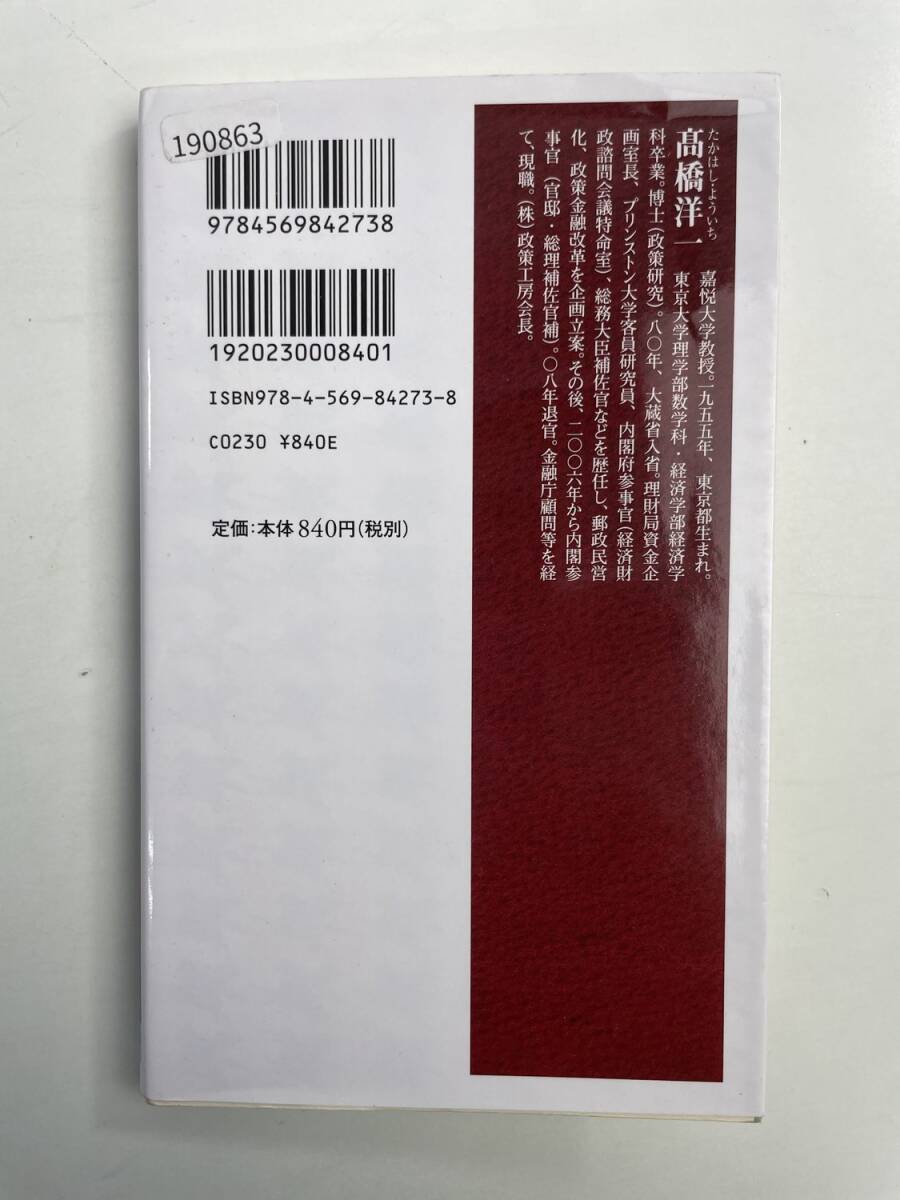 190863
9784569842738
1920230008401
ISBN978-4-569-84273-8
C0230 ¥840E
定価:本体840円(税別)
たかはしよういち
髙橋洋一
嘉悦大学教授。一九五五年、東京都生まれ。
東京大学理学部数学科・経済学部経済学
科卒業。博士(政策研究)。八〇年、大蔵省入省。理財局資金企
画室長、プリンストン大学客員研究員、内閣府参事官(経済財
政諮問会議特命室)、総務大臣補佐官などを歴任し、郵政民営
化、政策金融改革を企画立案。その後、二〇〇六年から内閣参
事官(官邸・総理補佐官補)。〇八年退官。金融庁顧問等を経
て、現職。(株)政策工房会長。